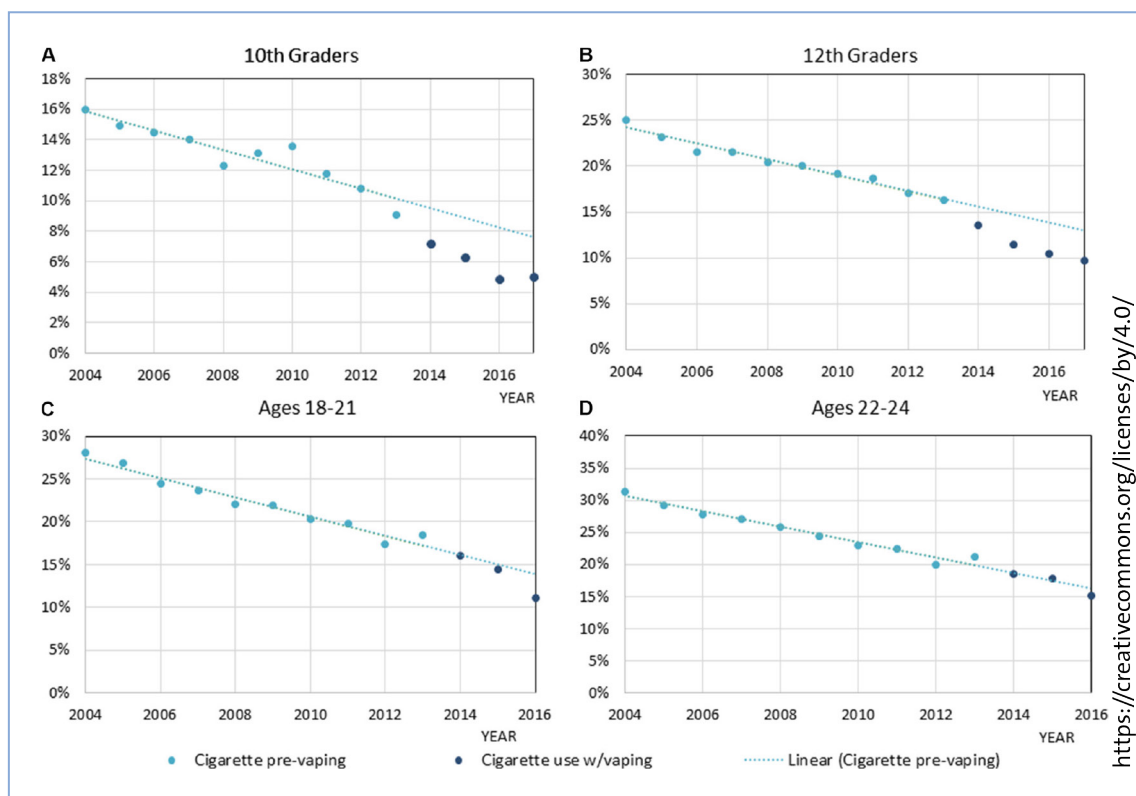 A
10th Graders
18%
16%
14%
12%
10%
8%
6%
4%
2%
0%
2004 2006 2008 2010 2012 2014 2016
YEAR
B
12th Graders
30%
25%
20%
15%
10%
5%
0%
2004 2006 2008 2010 2012 2014 2016
YEAR
C
Ages 18-21
30%
25%
20%
15%
10%
5%
0%
2004 2006 2008 2010 2012 2014 2016
YEAR
D
Ages 22-24
40%
35%
30%
25%
20%
15%
10%
5%
0%
2004 2006 2008 2010 2012 2014 2016
YEAR
Cigarette pre-vaping Cigarette use w/vaping Linear (Cigarette pre-vaping)
https://creativecommons.org/licenses/by/4.0/